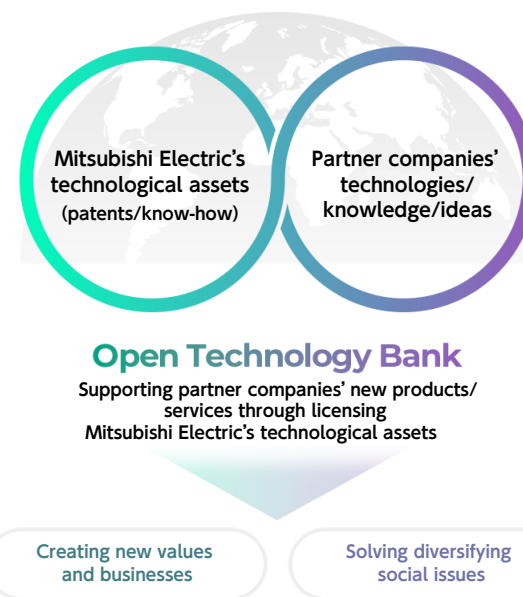 Mitsubishi Electric's
technological assets
(patents/know-how)
Partner companies'
technologies/
knowledge/ideas
Open Technology Bank
Supporting partner companies' new products/
services through licensing
Mitsubishi Electric's technological assets
Creating new values
and businesses
Solving diversifying
social issues